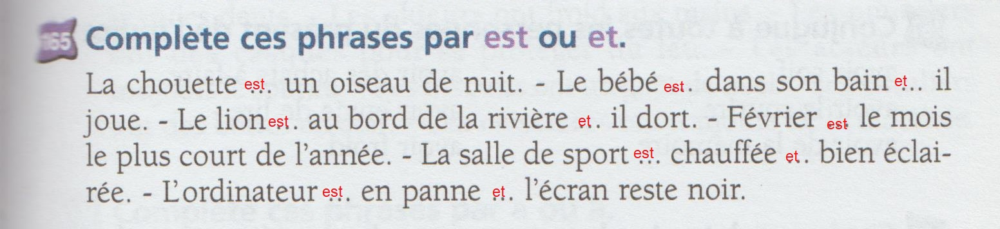 165 Complète ces phrases par est ou et.
La chouette est. un oiseau de nuit. - Le bébé est. dans son bain et.. il
joue. - Le lion est. au bord de la rivière et. il dort. - Février est le mois
le plus court de l'année. - La salle de sport est. chauffée et. bien éclai-
rée. - L'ordinateur est. en panne et. l'écran reste noir.